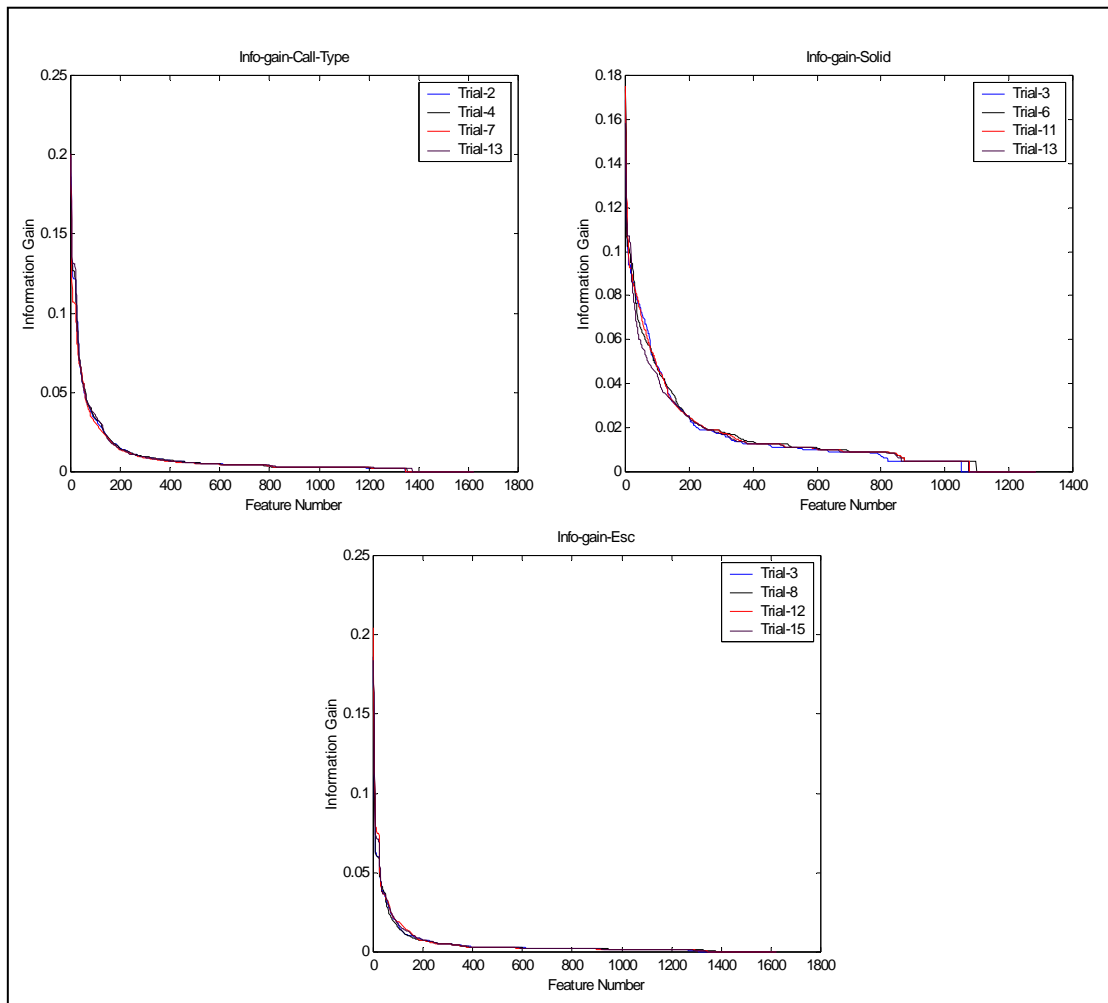 Info-gain-Call-Type
0.25
0.2
0.15
0.1
0.05
0
Information Gain
Trial-2
Trial-4
Trial-7
Trial-13
0 200 400 600 800 1000 1200 1400 1600 1800
Feature Number
Info-gain-Solid
0.18
0.16
0.14
0.12
0.1
0.08
0.06
0.04
0.02
0
Information Gain
Trial-3
Trial-6
Trial-11
Trial-13
0 200 400 600 800 1000 1200 1400
Feature Number
Info-gain-Esc
0.25
0.2
0.15
0.1
0.05
0
Information Gain
Trial-3
Trial-8
Trial-12
Trial-15
0 200 400 600 800 1000 1200 1400 1600 1800
Feature Number